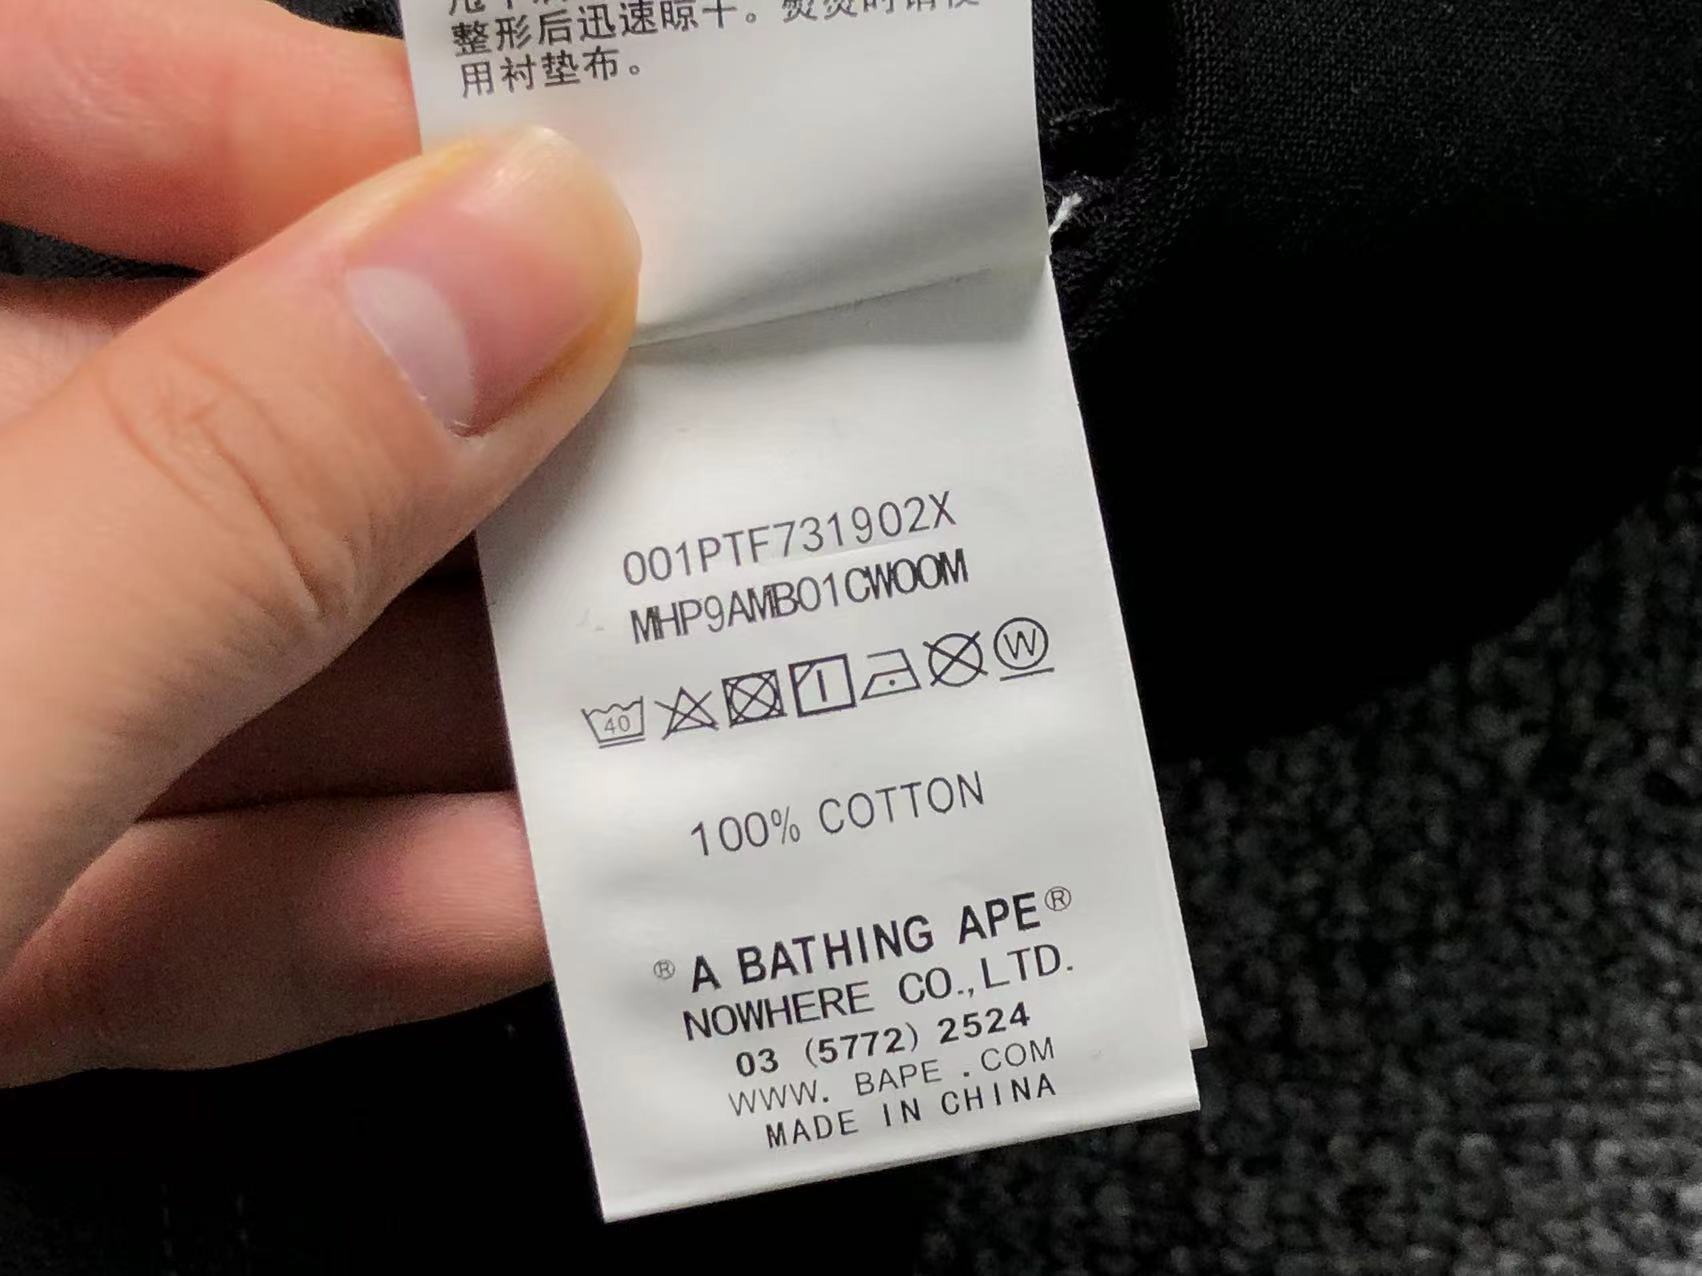 整形后迅速晾干。熨烫时请使
用衬垫布。
001PTF731902X
MHP9AMB01CW00M
40 W
100% COTTON
® A BATHING APE®
NOWHERE CO.,LTD.
03 (5772) 2524
WWW. BAPE .COM
MADE IN CHINA